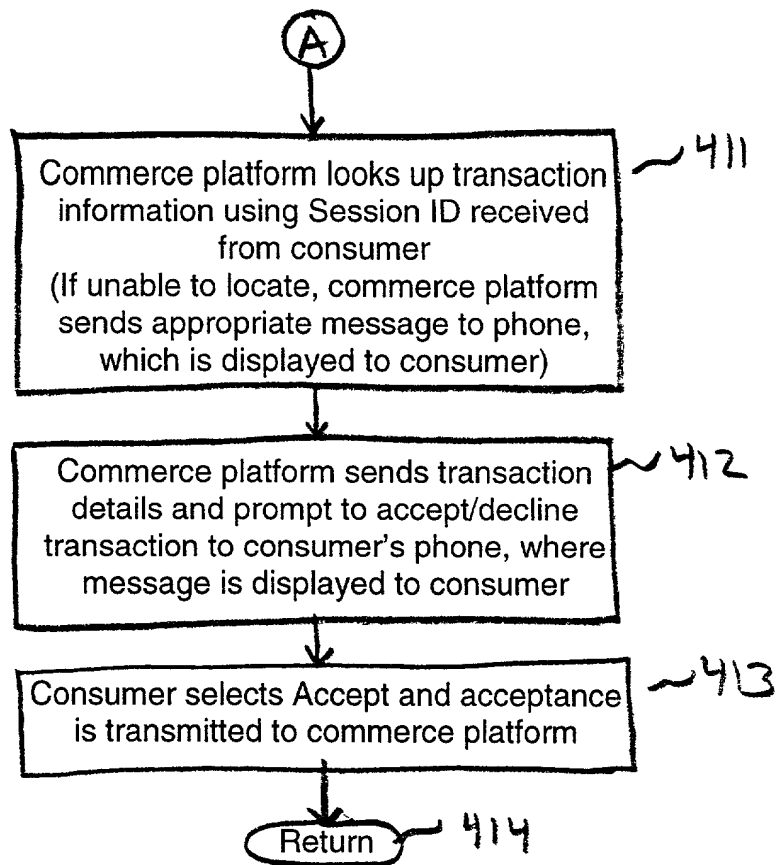 A
Commerce platform looks up transaction
information using Session ID received
from consumer
(If unable to locate, commerce platform
sends appropriate message to phone,
which is displayed to consumer)
411
Commerce platform sends transaction
details and prompt to accept/decline
transaction to consumer's phone, where
message is displayed to consumer
412
Consumer selects Accept and acceptance
is transmitted to commerce platform
413
Return
414